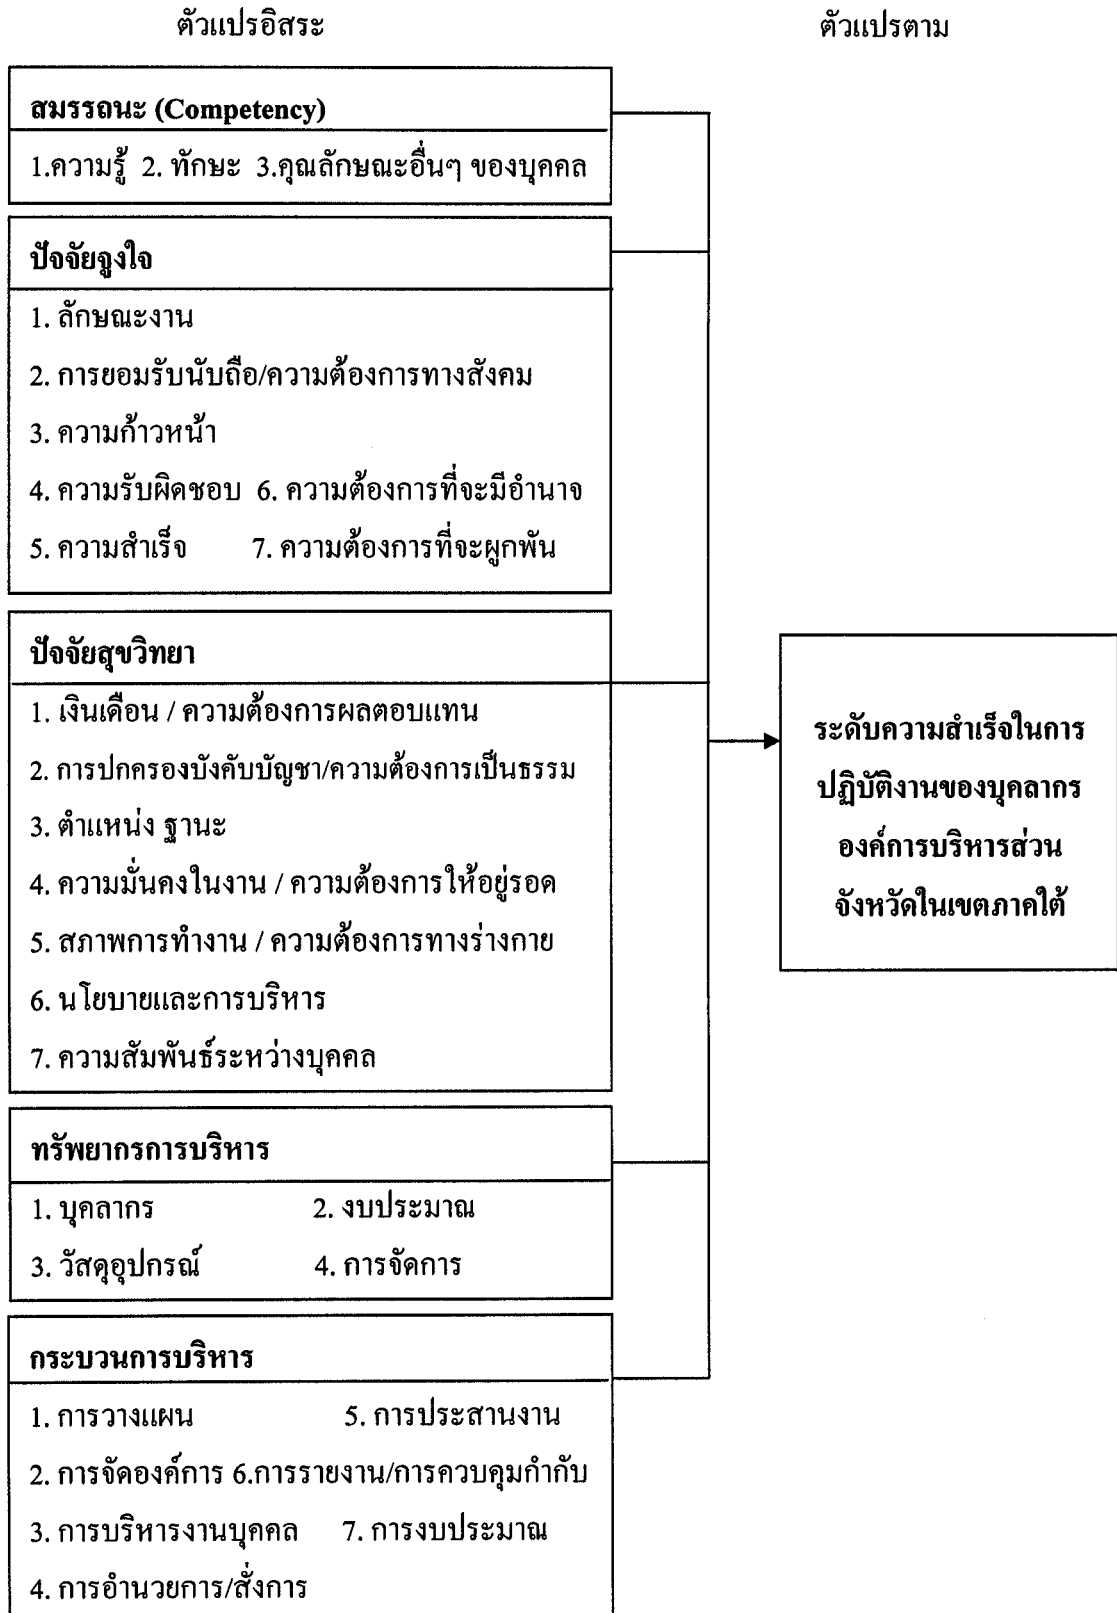 ตัวแปรอิสระ
ตัวแปรตาม
สมรรถนะ (Competency)
1.ความรู้ 2. ทักษะ 3.คุณลักษณะอื่นๆ ของบุคคล
ปัจจัยจูงใจ
1. ลักษณะงาน
2. การยอมรับนับถือ/ความต้องการทางสังคม
3. ความก้าวหน้า
4. ความรับผิดชอบ 6. ความต้องการที่จะมีอำนาจ
5. ความสำเร็จ 7. ความต้องการที่จะผูกพัน
ปัจจัยสุขวิทยา
1. เงินเดือน / ความต้องการผลตอบแทน
2. การปกครองบังคับบัญชา/ความต้องการเป็นธรรม
3. ตำแหน่ง ฐานะ
4. ความมั่นคงในงาน / ความต้องการให้อยู่รอด
5. สภาพการทำงาน / ความต้องการทางร่างกาย
6. นโยบายและการบริหาร
7. ความสัมพันธ์ระหว่างบุคคล
ทรัพยากรการบริหาร
1. บุคลากร 2. งบประมาณ
3. วัสดุอุปกรณ์ 4. การจัดการ
กระบวนการบริหาร
1. การวางแผน 5. การประสานงาน
2. การจัดองค์การ 6.การรายงาน/การควบคุมกำกับ
3. การบริหารงานบุคคล 7. การงบประมาณ
4. การอำนวยการ/สั่งการ
ระดับความสำเร็จในการ
ปฏิบัติงานของบุคลากร
องค์การบริหารส่วน
จังหวัดในเขตภาคใต้